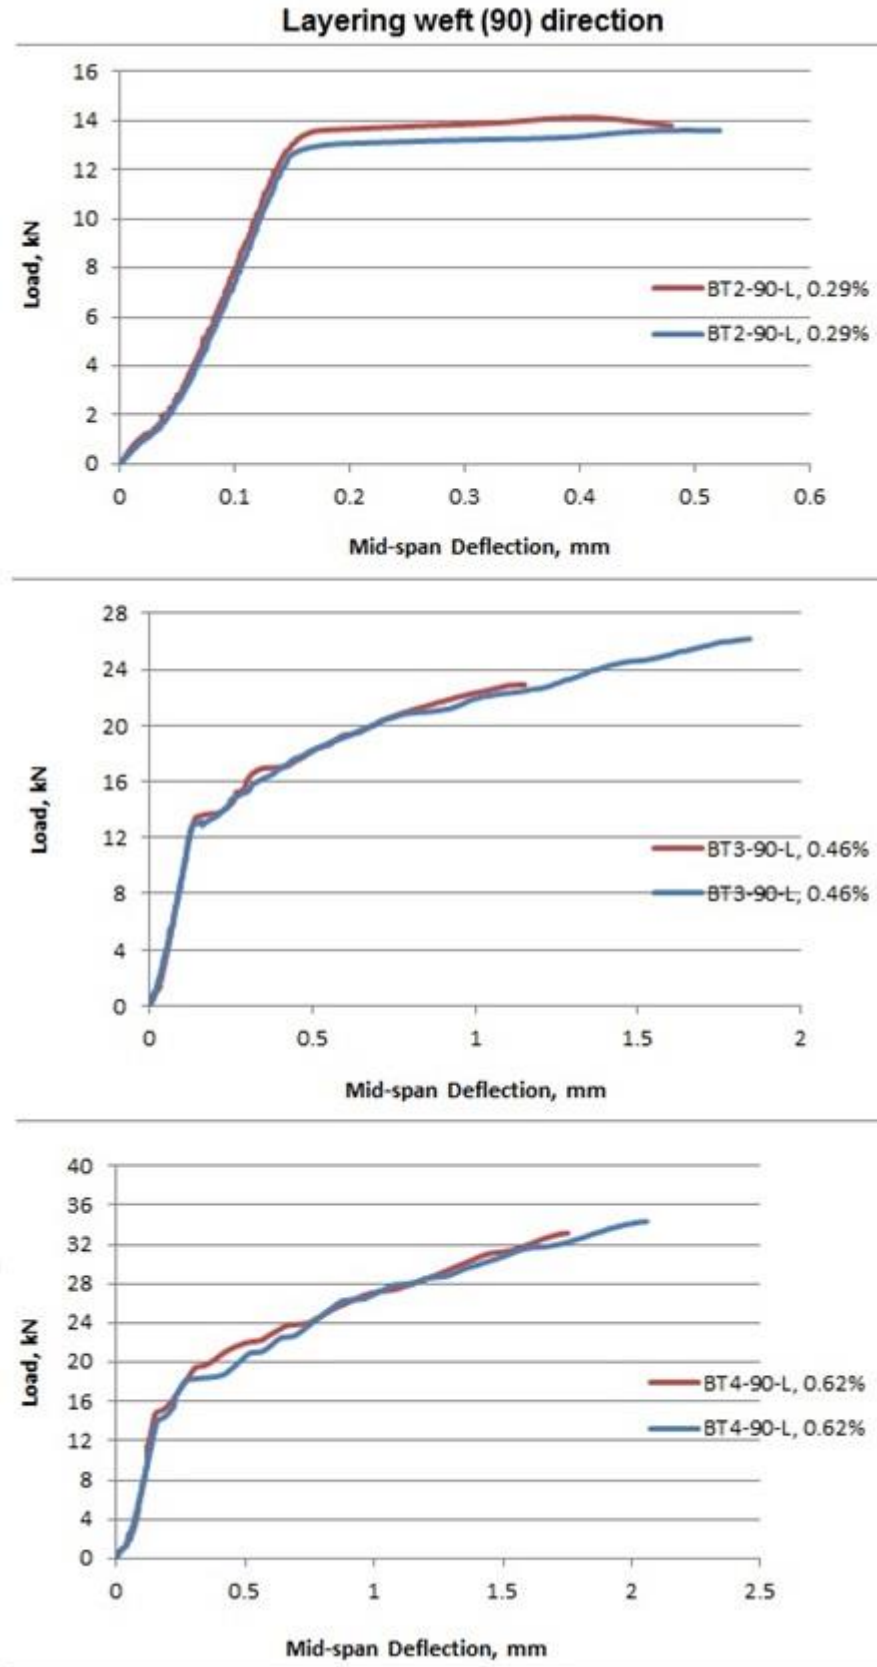 Layering weft (90) direction
16
14
12
10
8
6
4
2
0
Load, kN
BT2-90-L, 0.29%
BT2-90-L, 0.29%
0 0.1 0.2 0.3 0.4 0.5 0.6
Mid-span Deflection, mm
28
24
20
16
12
8
4
0
Load, kN
BT3-90-L, 0.46%
BT3-90-L, 0.46%
0 0.5 1 1.5 2
Mid-span Deflection, mm
40
36
32
28
24
20
16
12
8
4
0
Load, kN
BT4-90-L, 0.62%
BT4-90-L, 0.62%
0 0.5 1 1.5 2 2.5
Mid-span Deflection, mm